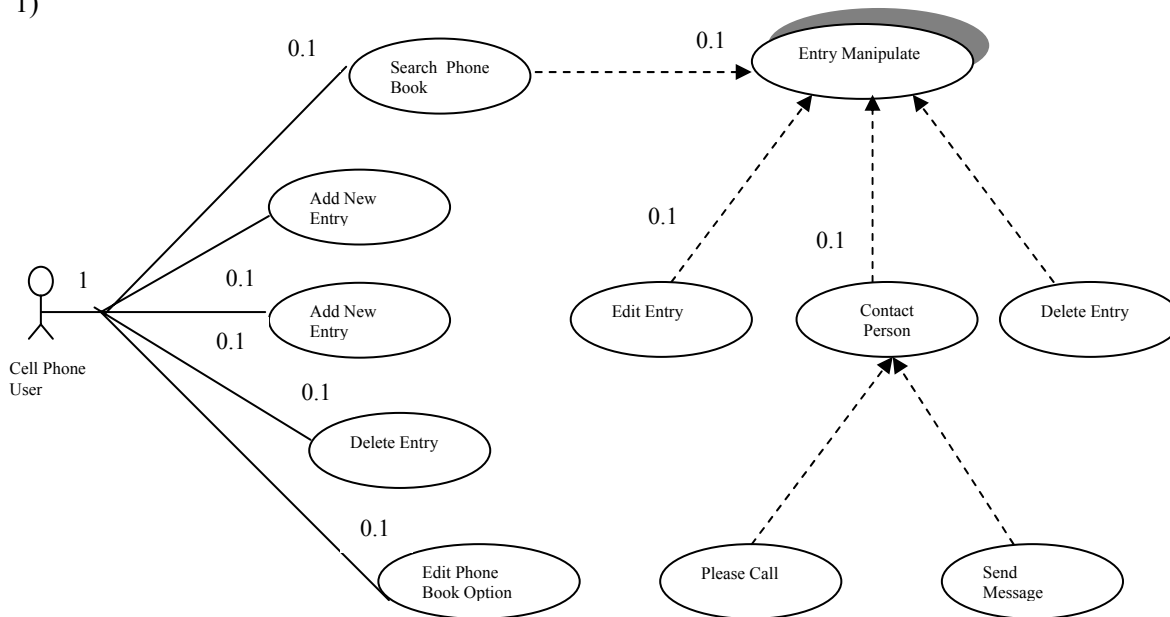 1)
0.1
0.1
Search Phone
Book
Entry Manipulate
Add New
Entry
0.1
0.1
1
0.1
Add New
Entry
Edit Entry
Contact
Person
Delete Entry
0.1
Cell Phone
User
0.1
Delete Entry
0.1
Edit Phone
Book Option
Please Call
Send
Message